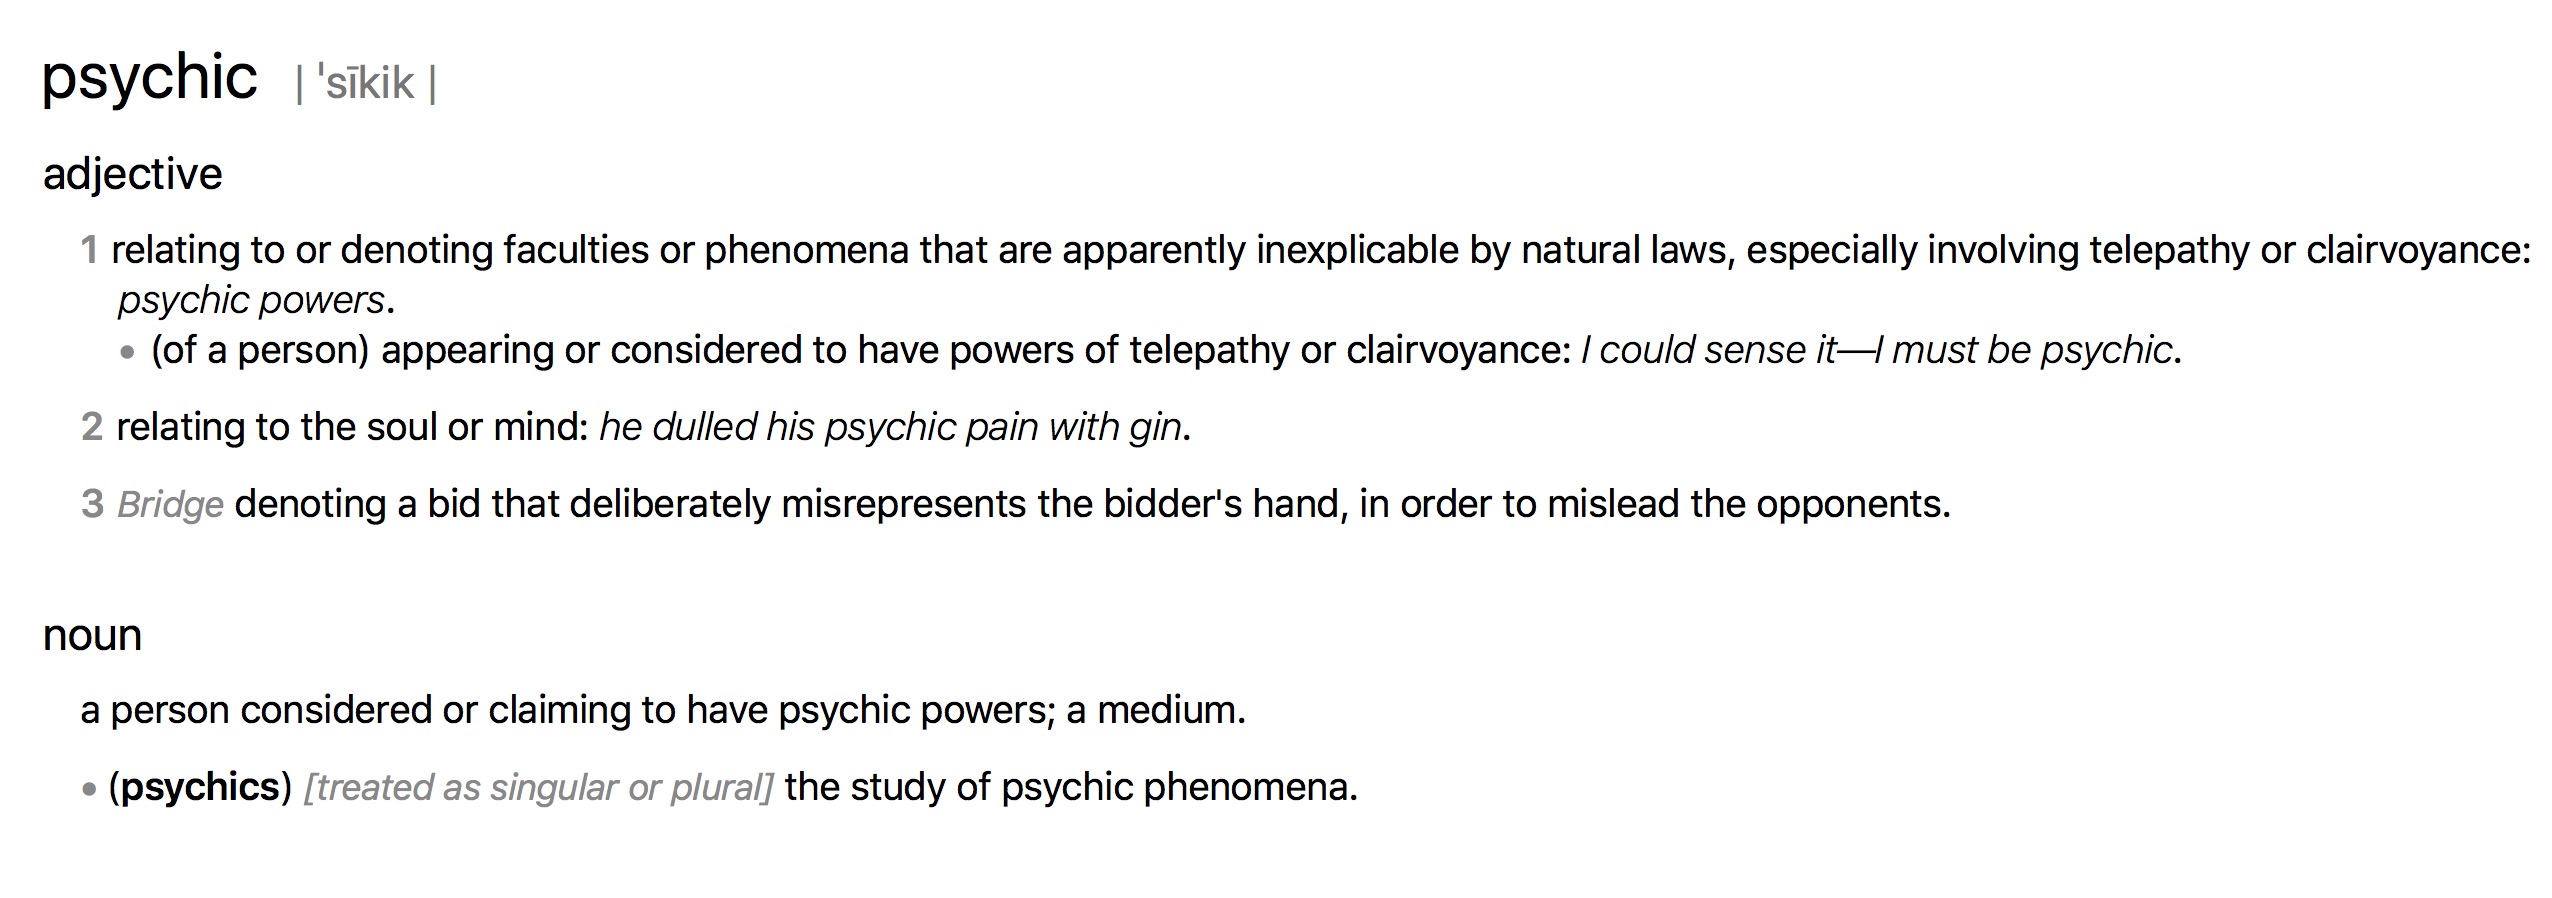 psychic | ˈsīkik |
adjective
1 relating to or denoting faculties or phenomena that are apparently inexplicable by natural laws, especially involving telepathy or clairvoyance:
psychic powers.
• (of a person) appearing or considered to have powers of telepathy or clairvoyance: I could sense it—I must be psychic.
2 relating to the soul or mind: he dulled his psychic pain with gin.
3 Bridge denoting a bid that deliberately misrepresents the bidder's hand, in order to mislead the opponents.
noun
a person considered or claiming to have psychic powers; a medium.
• (psychics) [treated as singular or plural] the study of psychic phenomena.